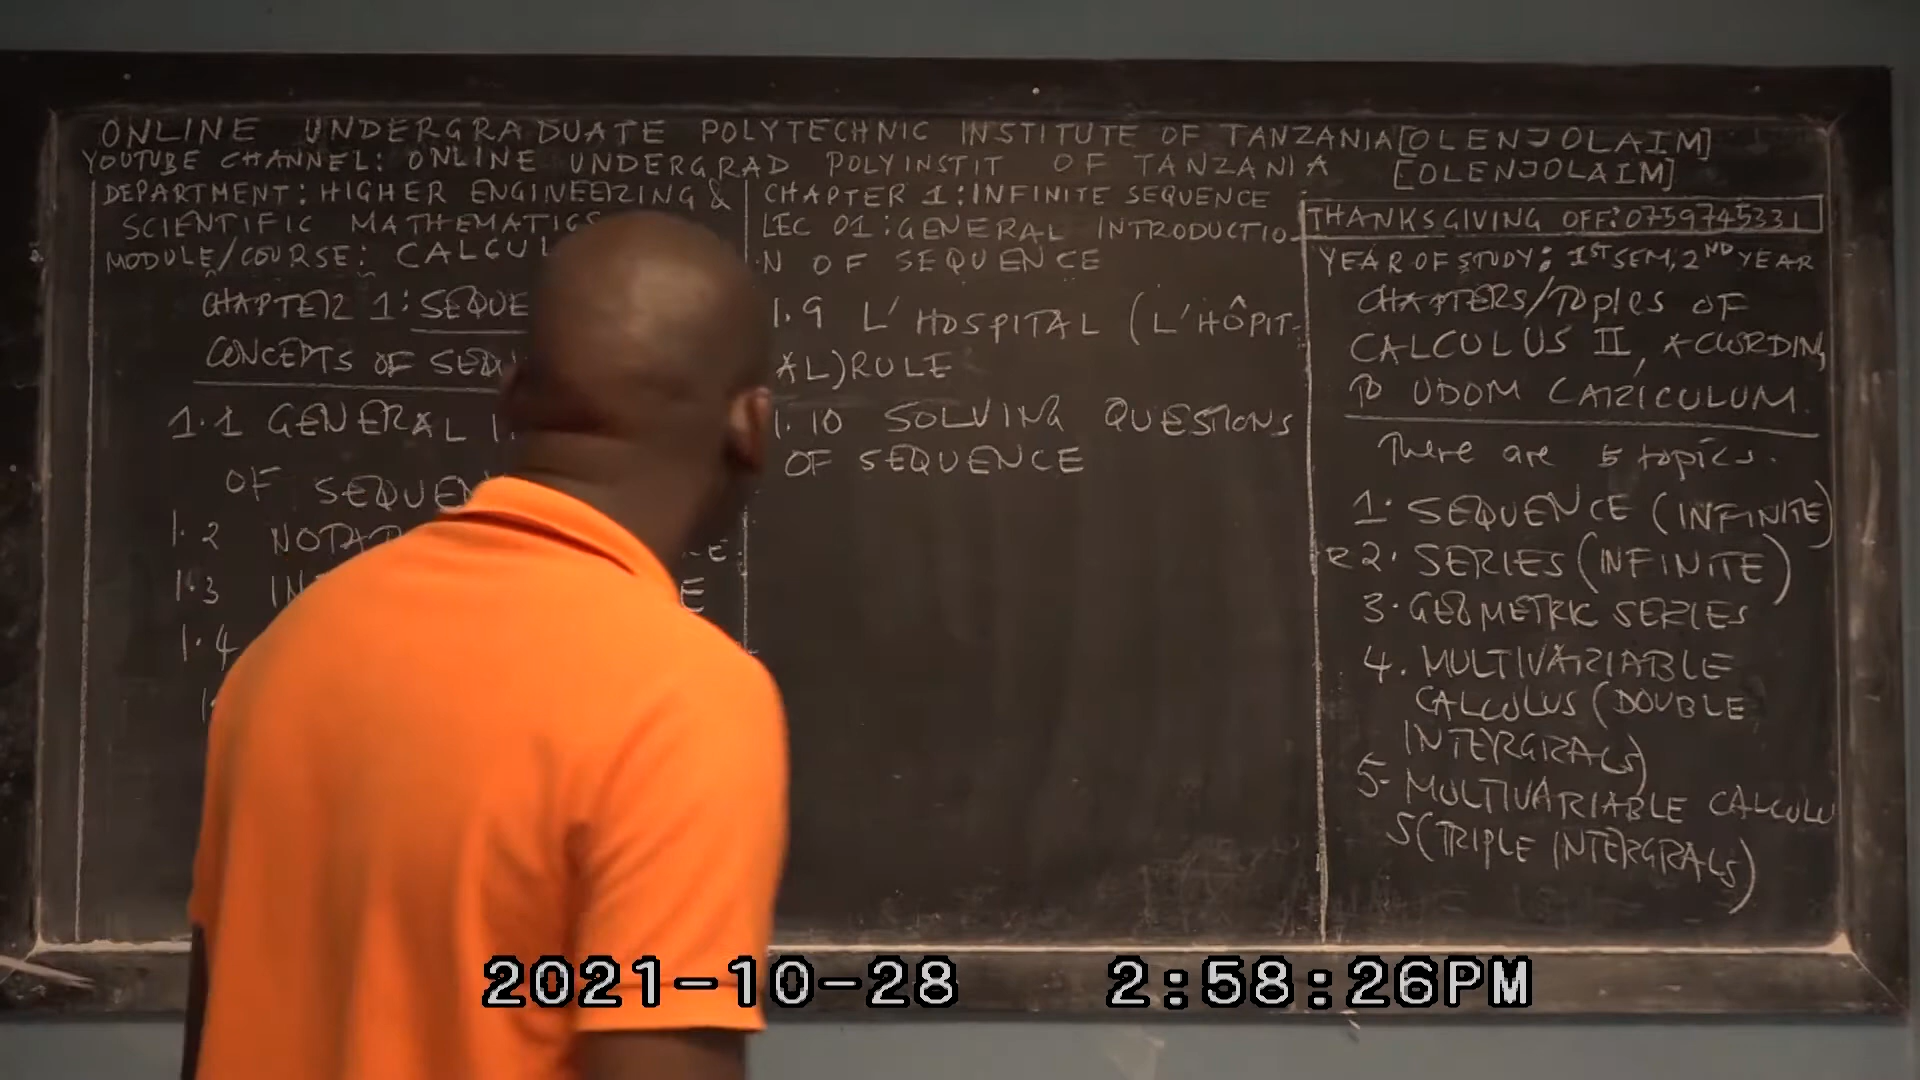 ONLINE UNDERGRADUATE POLYTECHNIC INSTITUTE OF TANZANIA[OLENJOLAIM]
YOUTUBE CHANNEL: ONLINE UNDERGRAD POLYINSTIT OF TANZANIA [OLENJOLAIM]
DEPARTMENT: HIGHER ENGINEERING &
SCIENTIFIC MATHEMATICS
MODULE/COURSE: CALCUL
CHAPTER 1: SEQUE
CONCEPTS OF SEQU
1.1 GENERAL
OF SEQUEN
1.2 NOTAT
1.3 IN
1.4
CHAPTER 1: INFINITE SEQUENCE
LEC 01: GENERAL INTRODUCTIO-
N OF SEQUENCE
1.9 L'HOSPITAL (L'HÔPIT-
AL) RULE
1.10 SOLVING QUESTIONS
OF SEQUENCE
THANKSGIVING OFF: 0759745331
YEAR OF STUDY: 1ST SEM, 2ND YEAR
CHAPTERS/TOPICS OF
CALCULUS II, ACCORDING
TO UDOM CARICULUM.
There are 5 topics.
1. SEQUENCE (INFINITE)
2. SERIES (INFINITE)
3. GEOMETRIC SERIES
4. MULTIVARIABLE
CALCULUS (DOUBLE
INTERGRALS)
5- MULTIVARIABLE CALCULU
S(TRIPLE INTERGRALS)
2021-10-28 2:58:26PM